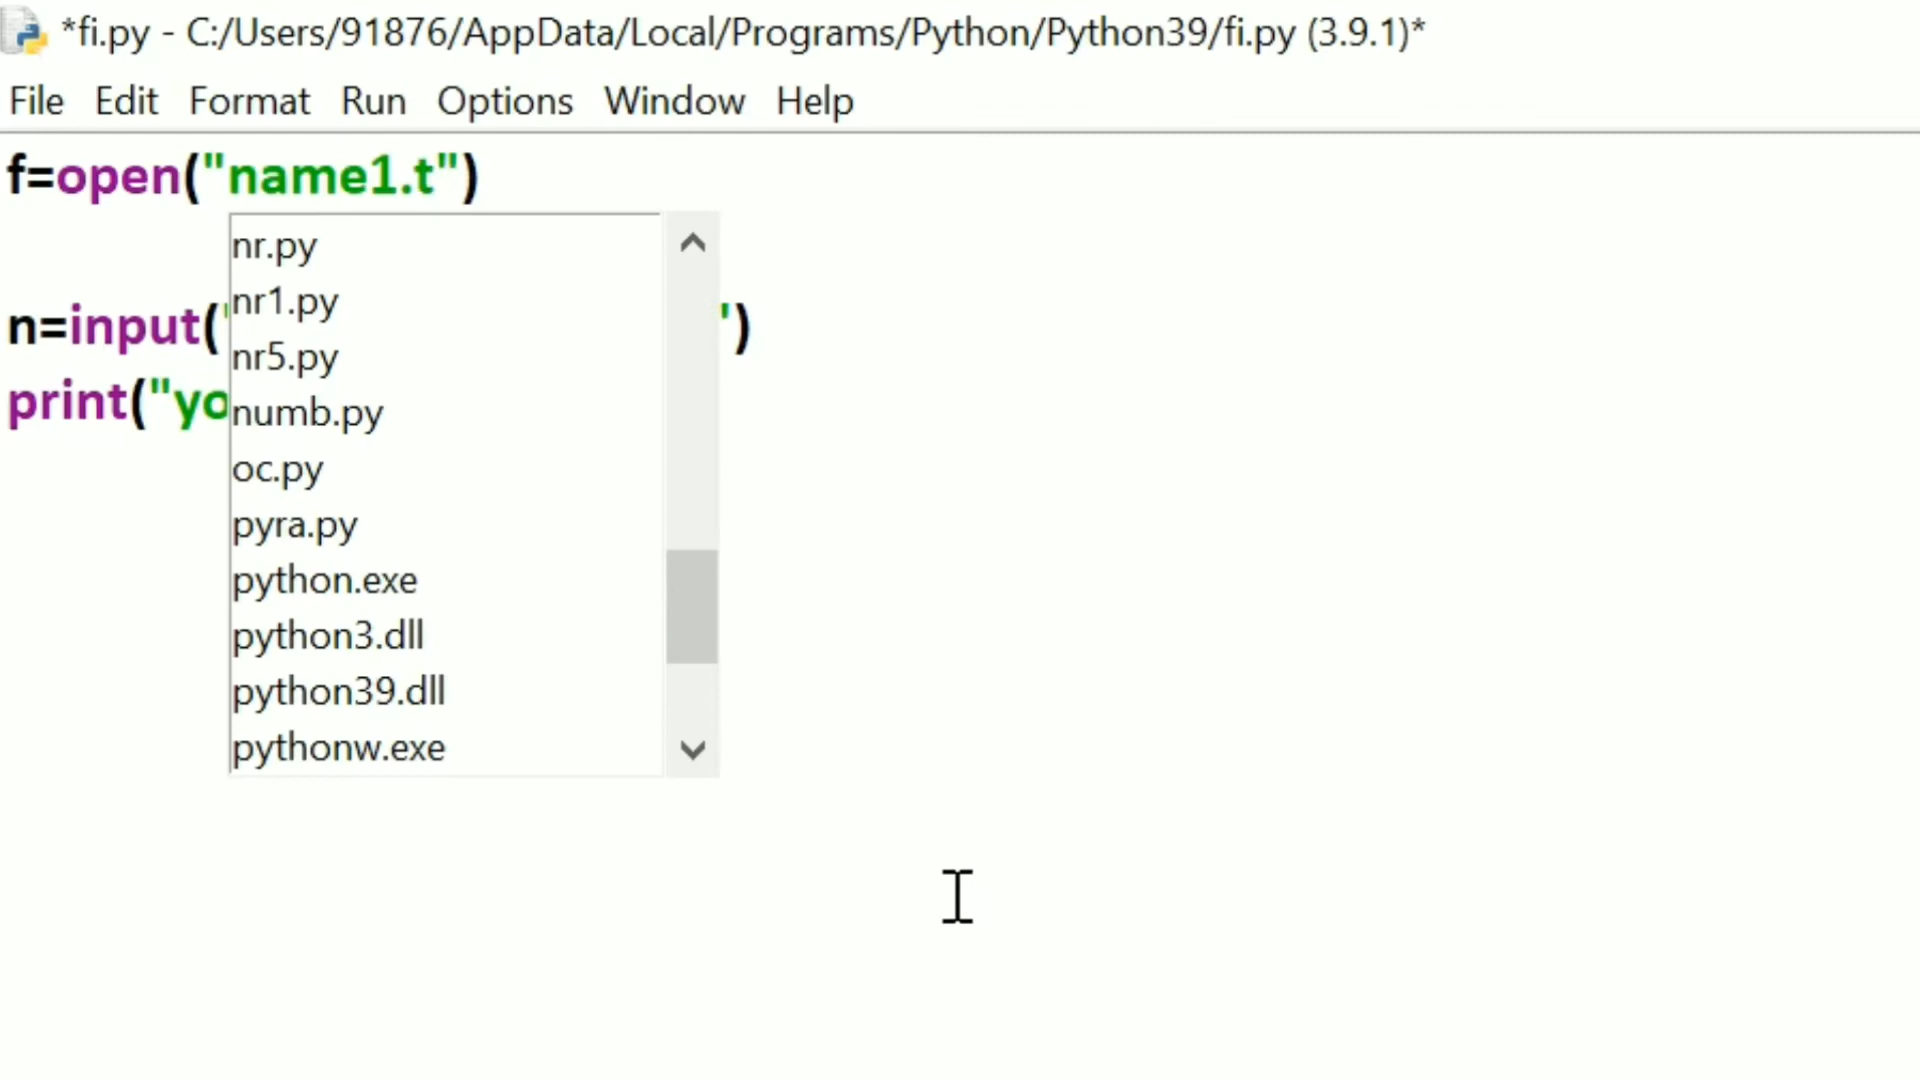 *fi.py - C:/Users/91876/AppData/Local/Programs/Python/Python39/fi.py (3.9.1)*
File Edit Format Run Options Window Help
f=open("name1.t")
nr.py
nr1.py
nr5.py
numb.py
oc.py
pyra.py
python.exe
python3.dll
python39.dll
pythonw.exe
n=input(" ")
print("yo